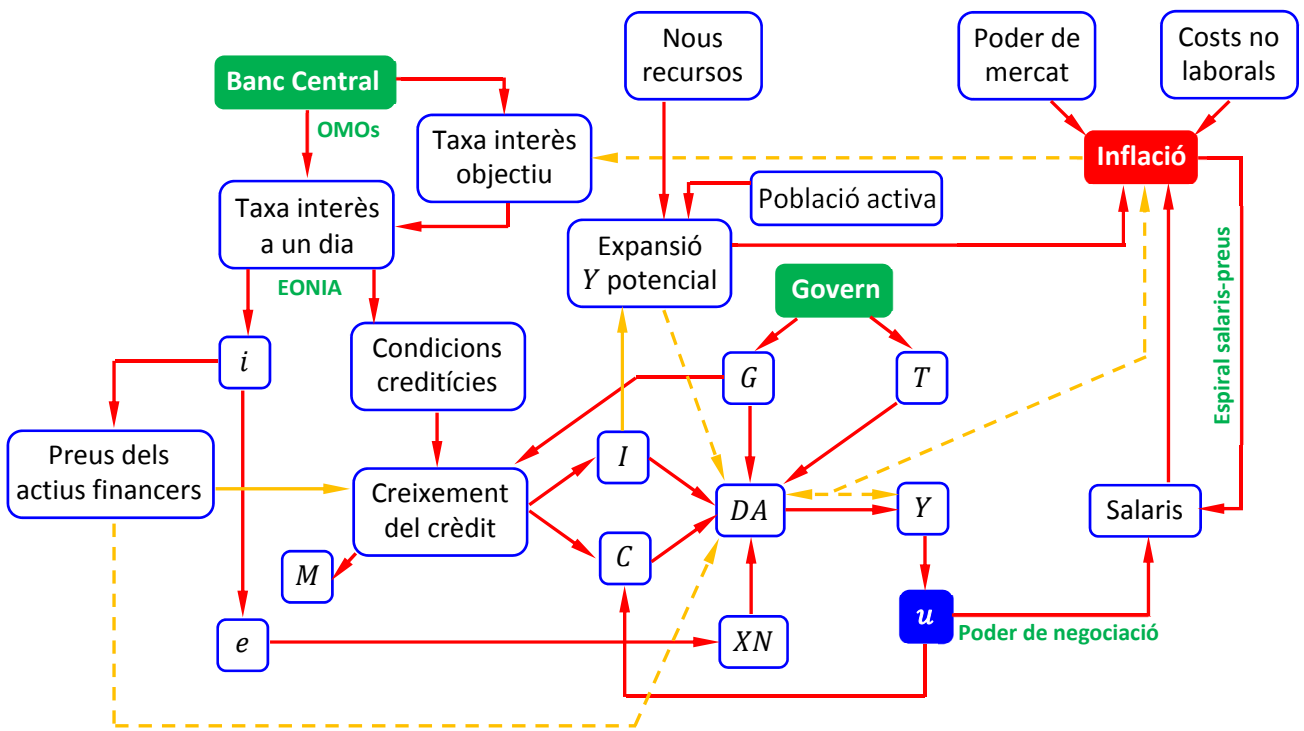 Nous
recursos
Poder de
mercat
Costs no
laborals
Banc Central
OMOs
Taxa interès
objectiu
Inflació
Taxa interès
a un dia
Població activa
Expansió
Y potencial
EONIA
Govern
Espiral salaris-preus
i
Condicions
creditícies
G
T
Preus dels
actius financers
I
Creixement
del crèdit
DA
Y
Salaris
M
C
u
Poder de negociació
e
XN